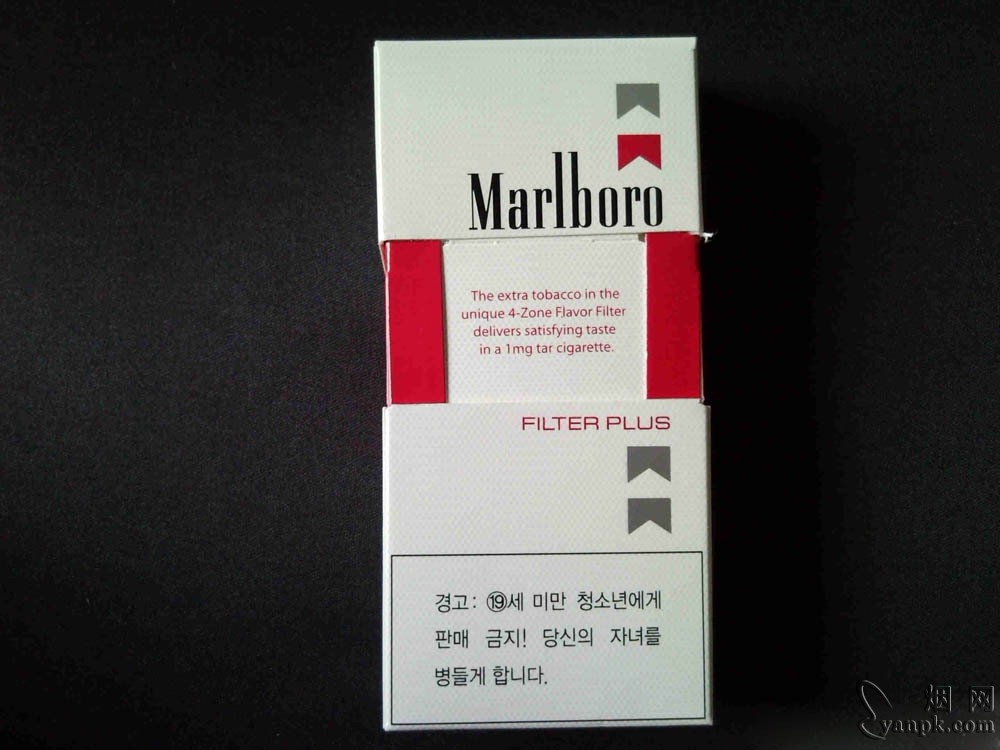 Marlboro
The extra tobacco in the
unique 4-Zone Flavor Filter
delivers satisfying taste
in a 1mg tar cigarette.
FILTER PLUS
경고: ⑲세 미만 청소년에게
판매 금지! 당신의 자녀를
병들게 합니다.
烟网
yanpk.com